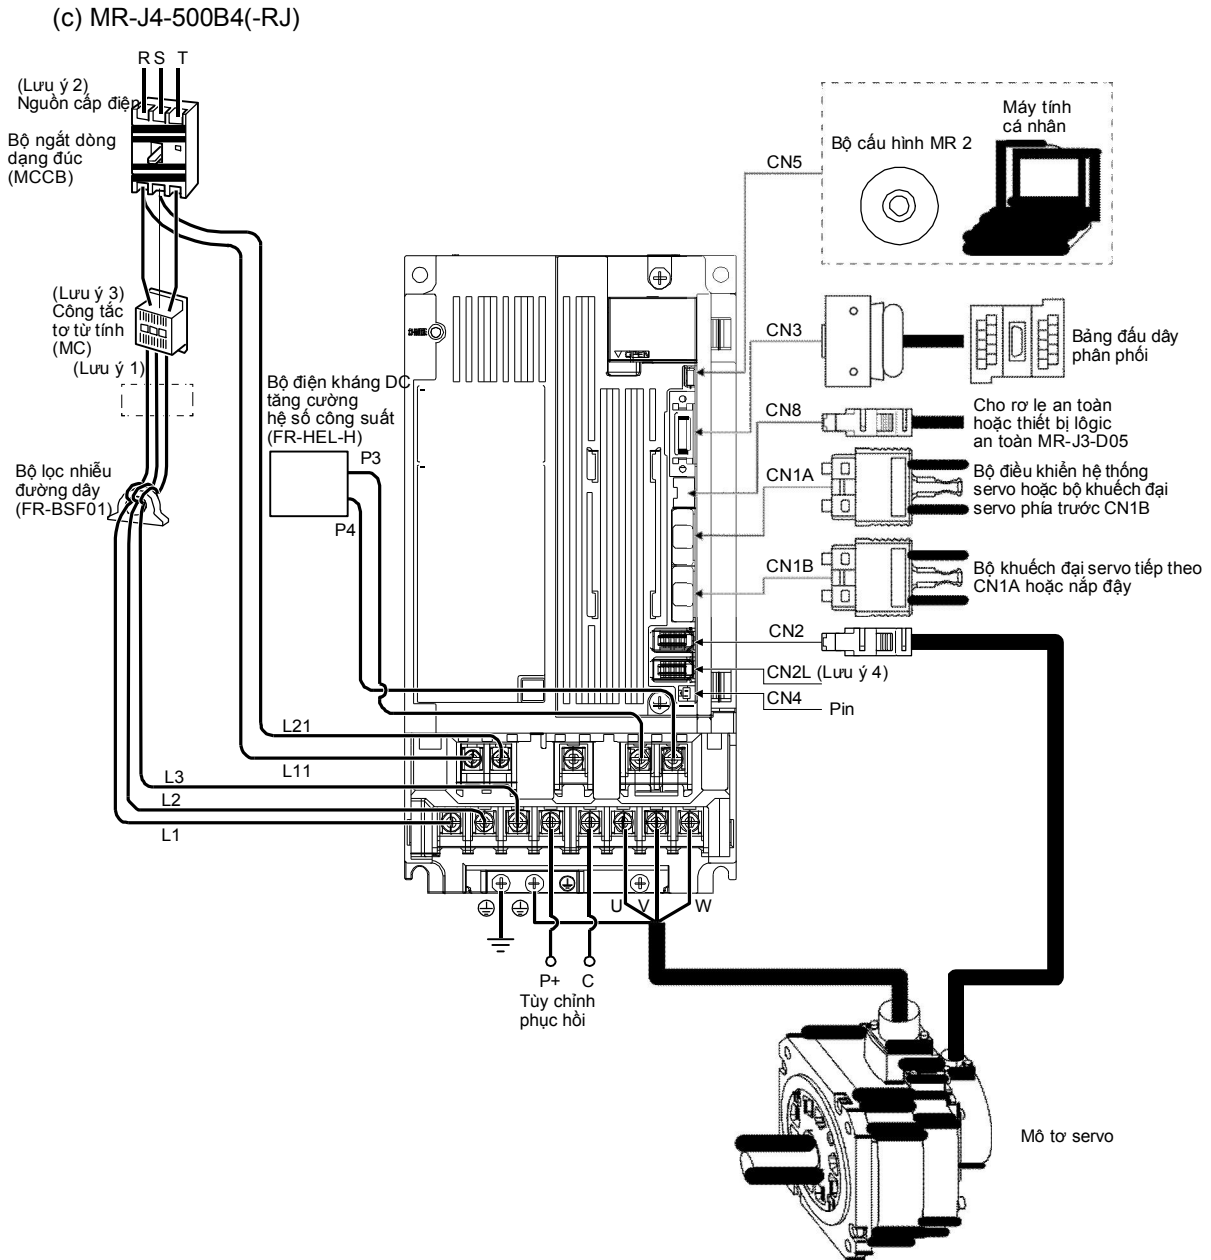 (c) MR-J4-500B4(-RJ)
R S T
(Lưu ý 2)
Nguồn cấp điện
Bộ ngắt dòng
dạng đúc
(MCCB)
(Lưu ý 3)
Công tắc
tơ từ tính
(MC)
(Lưu ý 1)
Bộ lọc nhiễu
đường dây
(FR-BSF01)
Bộ điện kháng DC
tăng cường
hệ số công suất
(FR-HEL-H)
P3
P4
OPEN
L21
L11
L3
L2
L1
U V W
P+ C
Tùy chỉnh
phục hồi
CN5
Bộ cấu hình MR 2
Máy tính
cá nhân
CN3
Bảng đấu dây
phân phối
CN8
Cho rơ le an toàn
hoặc thiết bị lôgic
an toàn MR-J3-D05
CN1A
Bộ điều khiển hệ thống
servo hoặc bộ khuếch đại
servo phía trước CN1B
CN1B
Bộ khuếch đại servo tiếp theo
CN1A hoặc nắp đậy
CN2
CN2L (Lưu ý 4)
CN4
Pin
Mô tơ servo